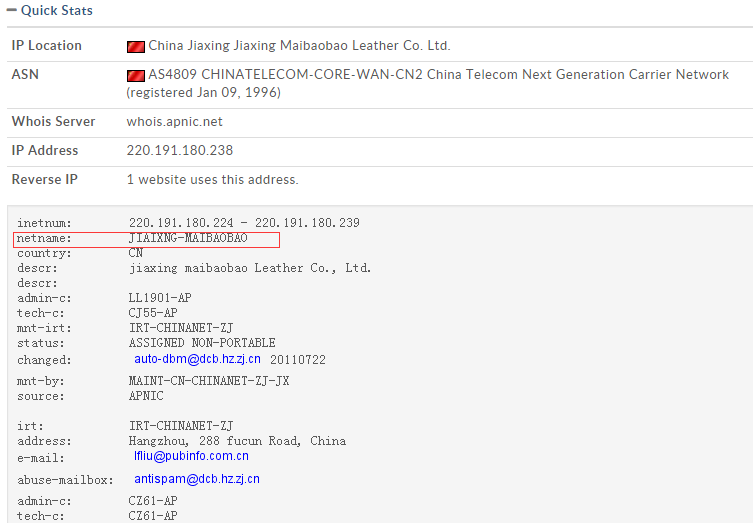 Quick Stats
IP Location China Jiaxing Jiaxing Maibaobao Leather Co. Ltd.
ASN AS4809 CHINATELECOM-CORE-WAN-CN2 China Telecom Next Generation Carrier Network
(registered Jan 09, 1996)
Whois Server whois.apnic.net
IP Address 220.191.180.238
Reverse IP 1 website uses this address.
inetnum: 220.191.180.224 - 220.191.180.239
netname: JIAIXNG-MAIBAOBAO
country: CN
descr: jiaxing maibaobao Leather Co., Ltd.
descr:
admin-c: LL1901-AP
tech-c: CJ55-AP
mnt-irt: IRT-CHINANET-ZJ
status: ASSIGNED NON-PORTABLE
changed: auto-dbm@dcb.hz.zj.cn 20110722
mnt-by: MAINT-CN-CHINANET-ZJ-JX
source: APNIC
irt: IRT-CHINANET-ZJ
address: Hangzhou, 288 fucun Road, China
e-mail: lfliu@pubinfo.com.cn
abuse-mailbox: antispam@dcb.hz.zj.cn
admin-c: CZ61-AP
tech-c: CZ61-AP